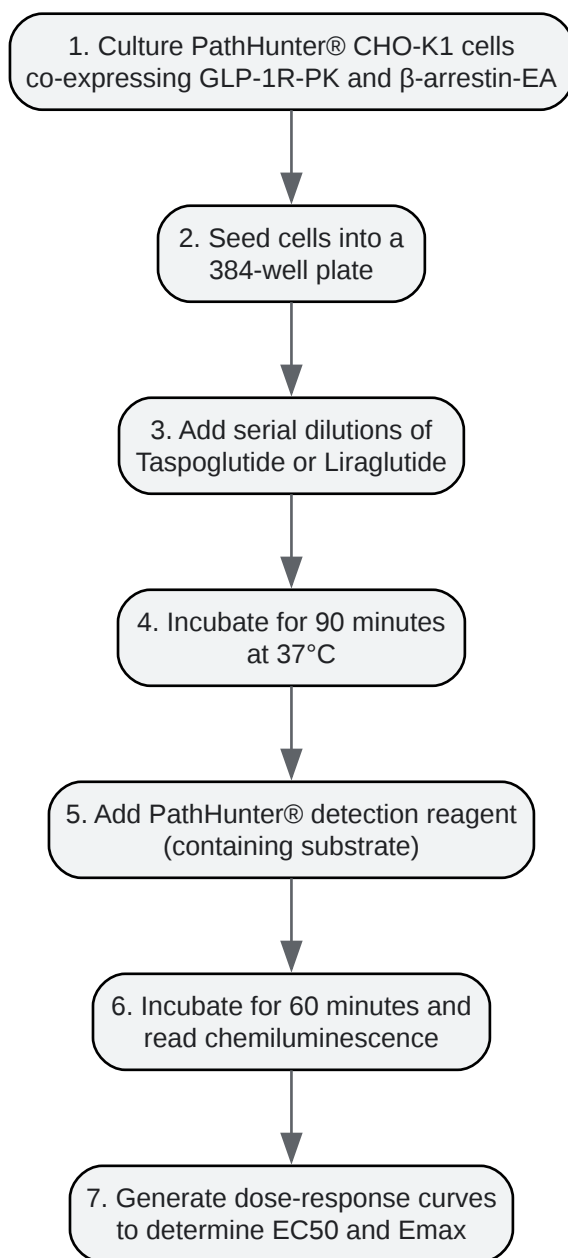 1. Culture PathHunter® CHO-K1 cells
co-expressing GLP-1R-PK and β-arrestin-EA
2. Seed cells into a
384-well plate
3. Add serial dilutions of
Taspoglutide or Liraglutide
4. Incubate for 90 minutes
at 37°C
5. Add PathHunter® detection reagent
(containing substrate)
6. Incubate for 60 minutes and
read chemiluminescence
7. Generate dose-response curves
to determine EC50 and Emax